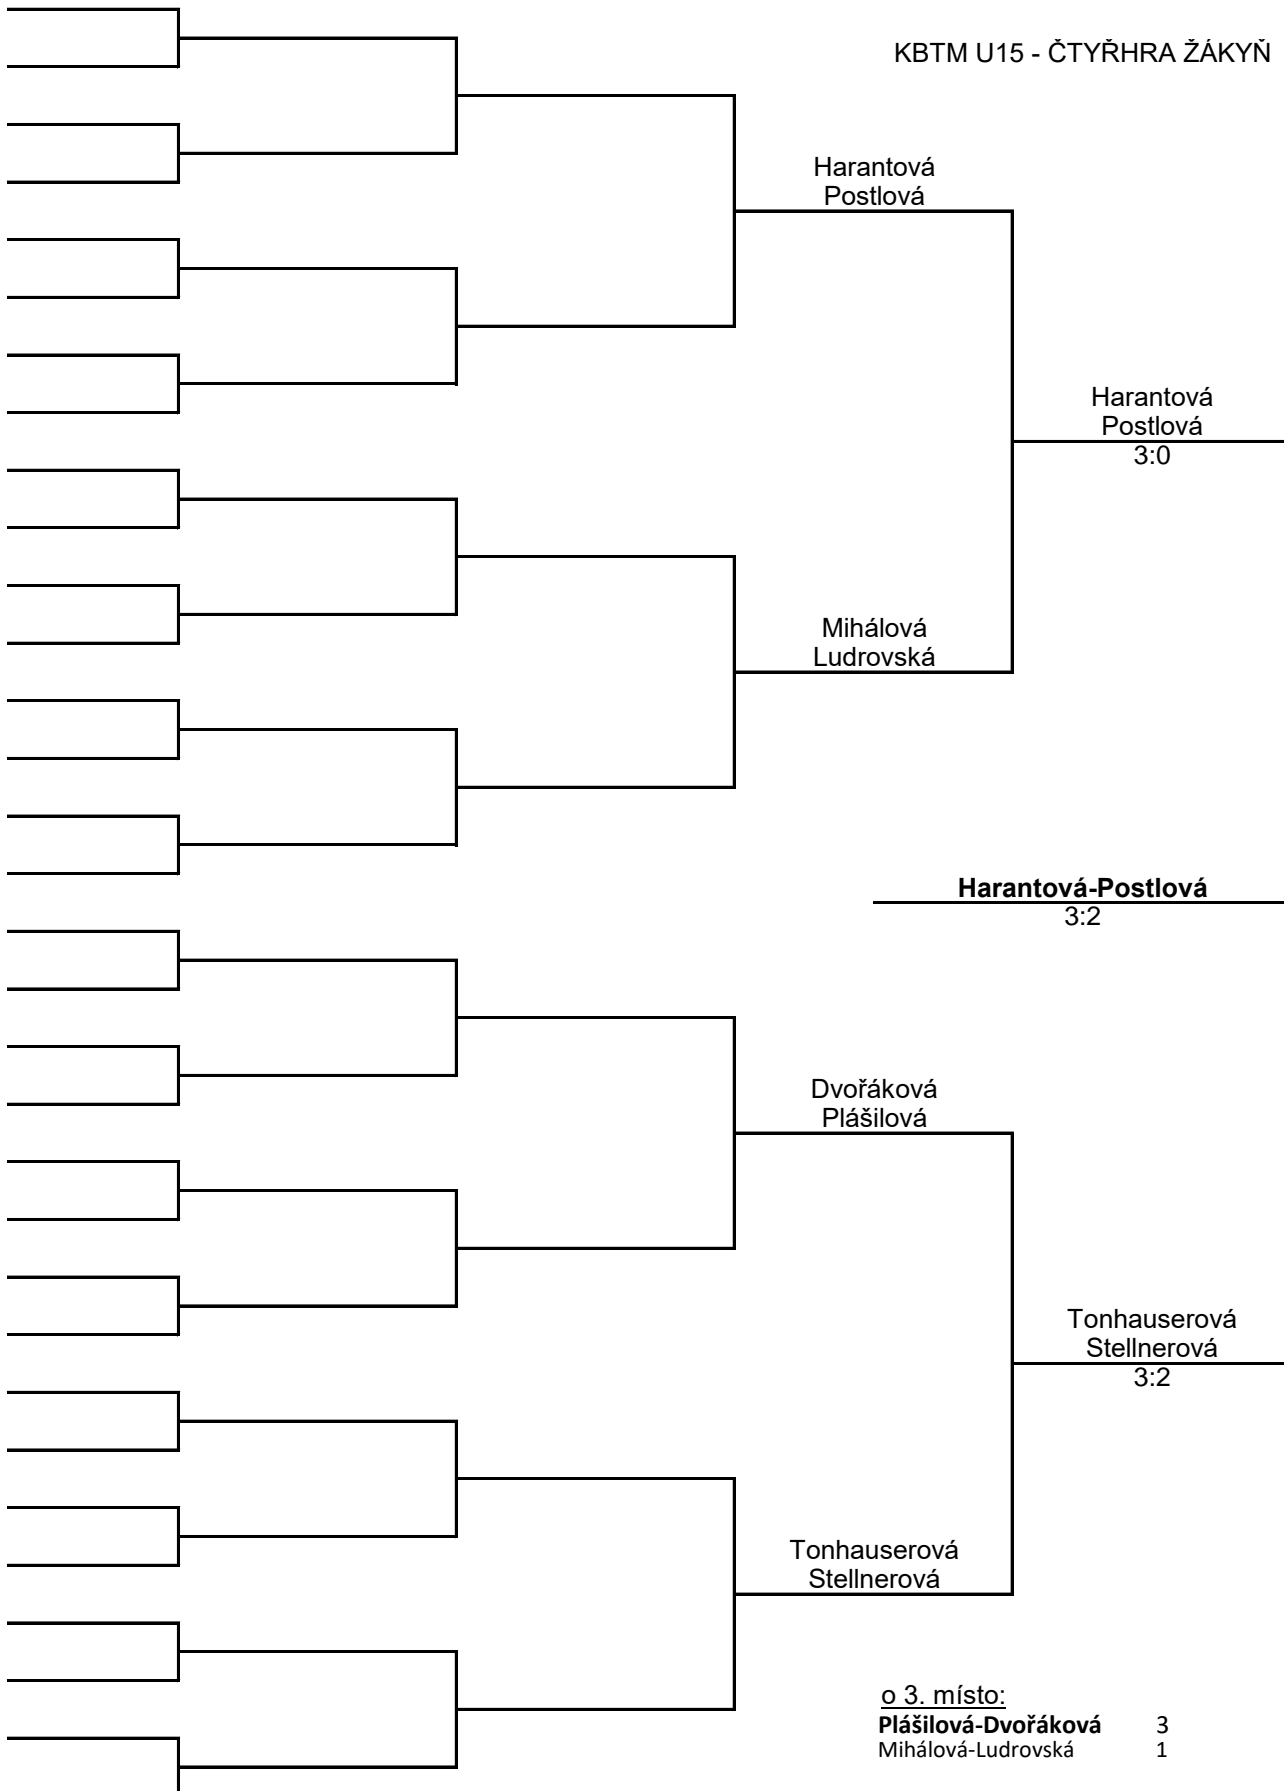 KBTM U15 - ČTYŘHRA ŽÁKYŇ
Harantová
Postlová
Harantová
Postlová
3:0
Mihálová
Ludrovská
Harantová-Postlová
3:2
Dvořáková
Plášilová
Tonhauserová
Stellnerová
3:2
Tonhauserová
Stellnerová
o 3. místo:
Plášilová-Dvořáková 3
Mihálová-Ludrovská 1